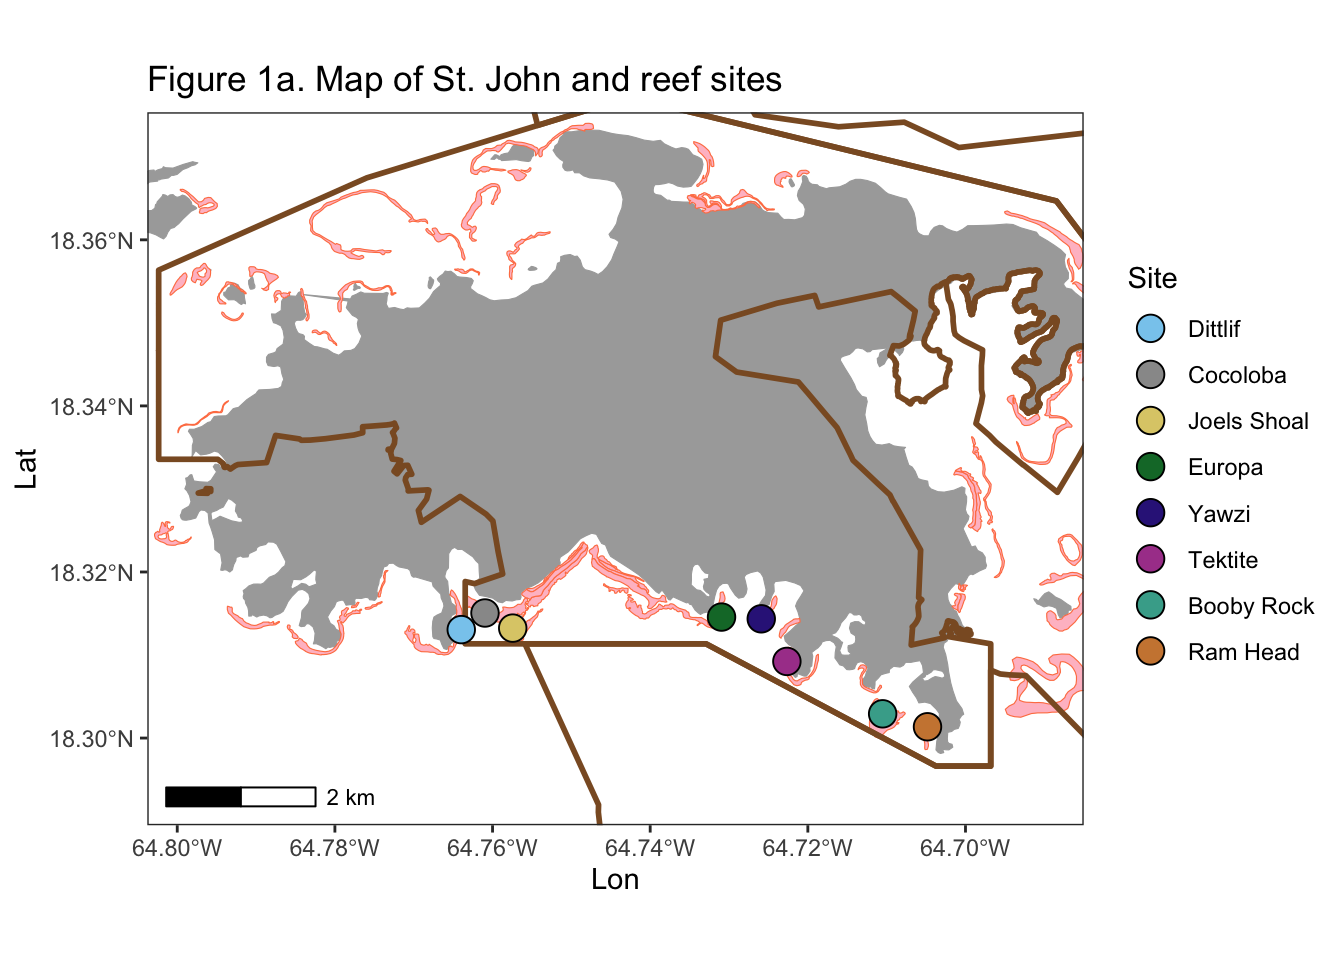 Figure 1a. Map of St. John and reef sites
18.36°N
18.34°N
18.32°N
18.30°N
Lat
2 km
64.80°W
64.78°W
64.76°W
64.74°W
64.72°W
64.70°W
Lon
Site
Dittlif
Cocoloba
Joels Shoal
Europa
Yawzi
Tektite
Booby Rock
Ram Head